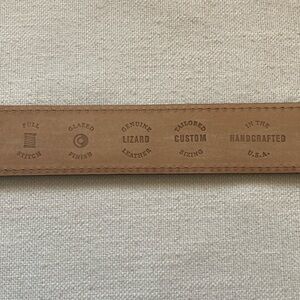 FULL
STITCH
GLAZED
FINISH
GENUINE
LIZARD
LEATHER
TAILORED
CUSTOM
SIZING
IN THE
HANDCRAFTED
U.S.A.